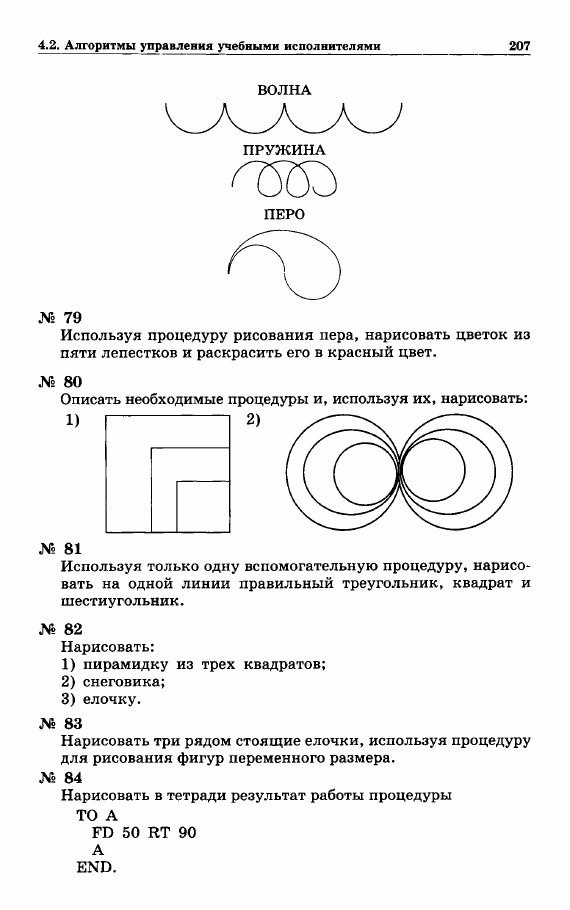 4.2. Алгоритмы управления учебными исполнителями 207
ВОЛНА
ПРУЖИНА
ПЕРО
№ 79
Используя процедуру рисования пера, нарисовать цветок из
пяти лепестков и раскрасить его в красный цвет.
№ 80
Описать необходимые процедуры и, используя их, нарисовать:
1) 2)
№ 81
Используя только одну вспомогательную процедуру, нарисо-
вать на одной линии правильный треугольник, квадрат и
шестиугольник.
№ 82
Нарисовать:
1) пирамидку из трех квадратов;
2) снеговика;
3) елочку.
№ 83
Нарисовать три рядом стоящие елочки, используя процедуру
для рисования фигур переменного размера.
№ 84
Нарисовать в тетради результат работы процедуры
TO A
FD 50 RT 90
A
END.